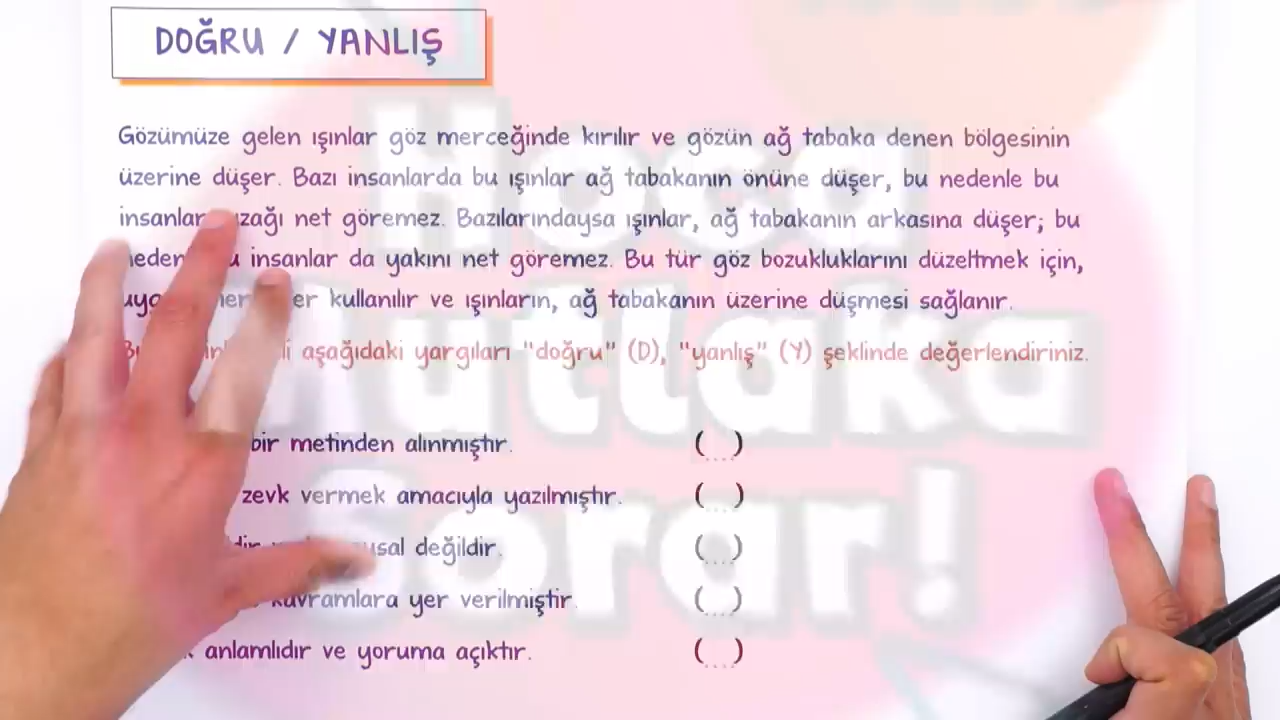 DOĞRU / YANLIŞ
Gözümüze gelen ışınlar göz merceğinde kırılır ve gözün ağ tabaka denen bölgesinin
üzerine düşer. Bazı insanlarda bu ışınlar ağ tabakanın önüne düşer, bu nedenle bu
insanlar net göremez. Bazılarındaysa ışınlar, ağ tabakanın arkasına düşer; bu
insanlar da yakını net göremez. Bu tür göz bozukluklarını düzeltmek için,
kullanılır ve ışınların, ağ tabakanın üzerine düşmesi sağlanır.
aşağıdaki yargıları "doğru" (D), "yanlış" (Y) şeklinde değerlendiriniz.
bir metinden alınmıştır. (....)
zevk vermek amacıyla yazılmıştır. (....)
değildir. (....)
kavramlara yer verilmiştir. (....)
anlamlıdır ve yoruma açıktır. (....)
Hoca
Mutlaka
Sorar!